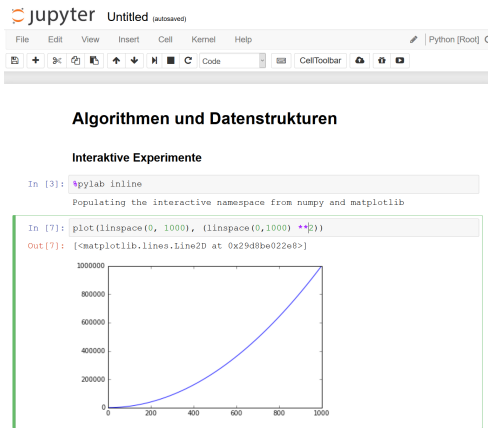 jupyter Untitled (autosaved)
File Edit View Insert Cell Kernel Help Python [Root]
Code CellToolbar
Algorithmen und Datenstrukturen
Interaktive Experimente
In [3]: %pylab inline
Populating the interactive namespace from numpy and matplotlib
In [7]: plot(linspace(0, 1000), (linspace(0,1000) **2))
Out[7]: [<matplotlib.lines.Line2D at 0x29d8be022e8>]
1000000
800000
600000
400000
200000
0
0 200 400 600 800 1000